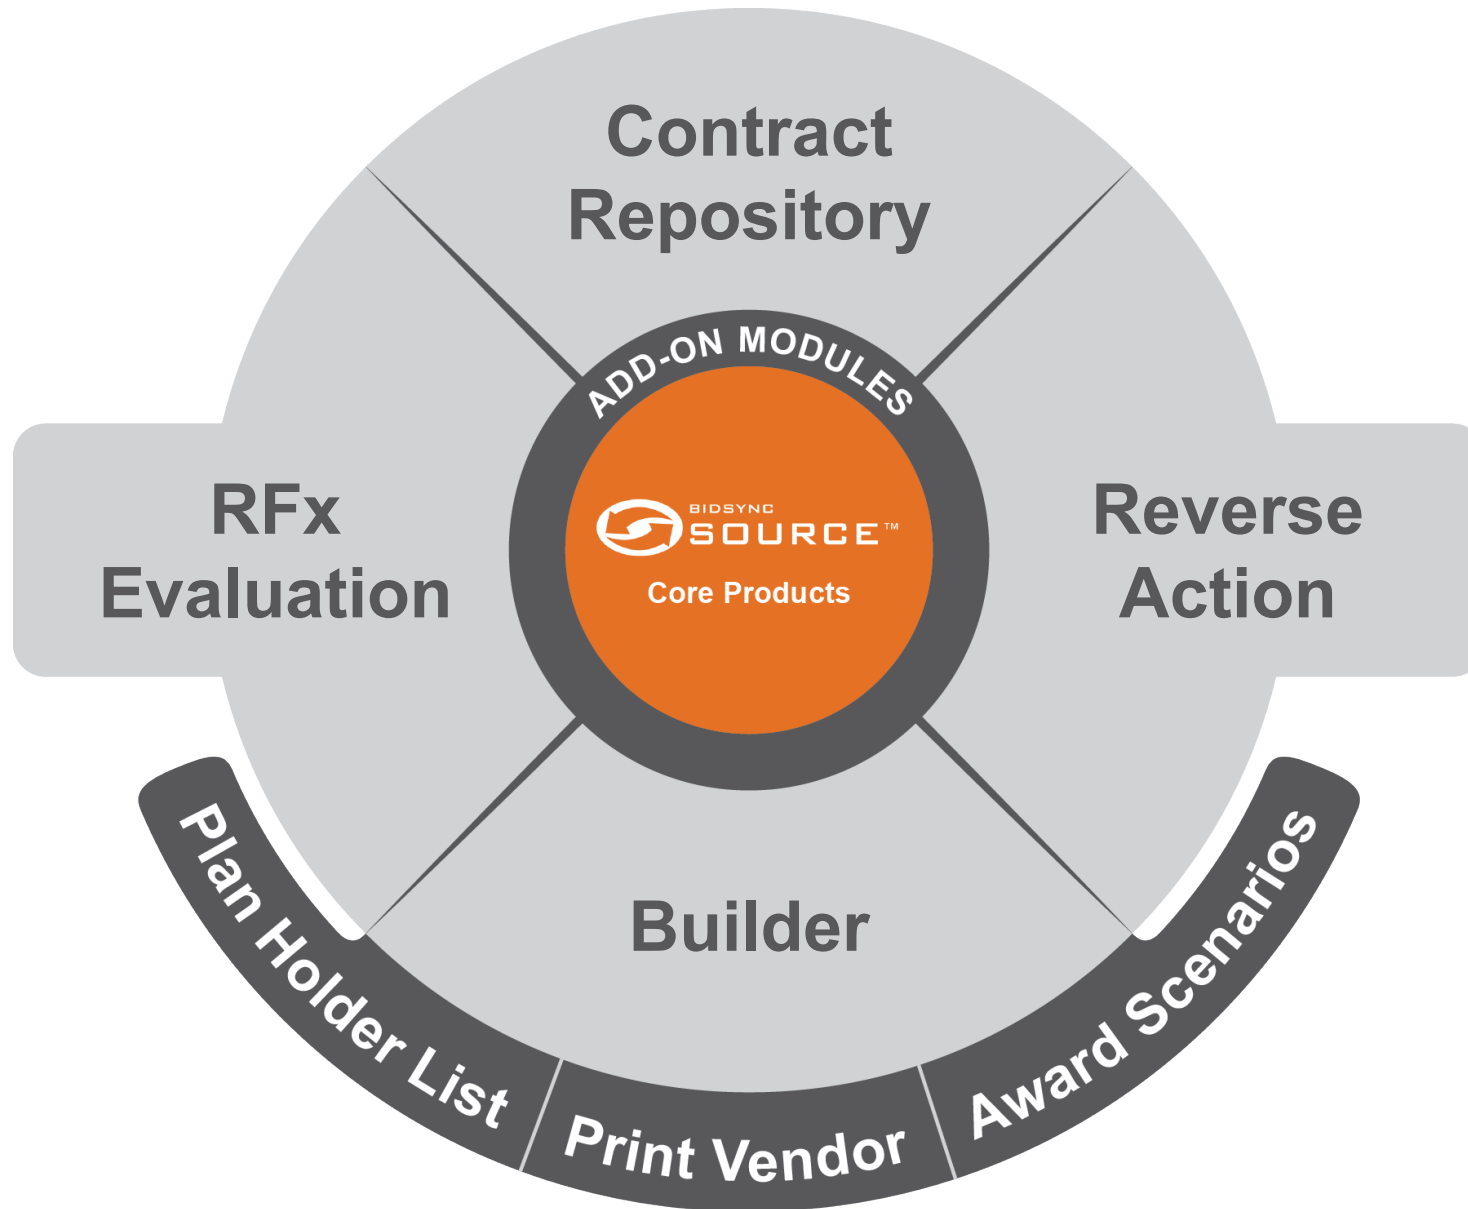 Contract
Repository
ADD-ON MODULES
RFx
Evaluation
BIDSYNC
SOURCE™
Core Products
Reverse
Action
Builder
Plan Holder List
Print Vendor
Award Scenarios